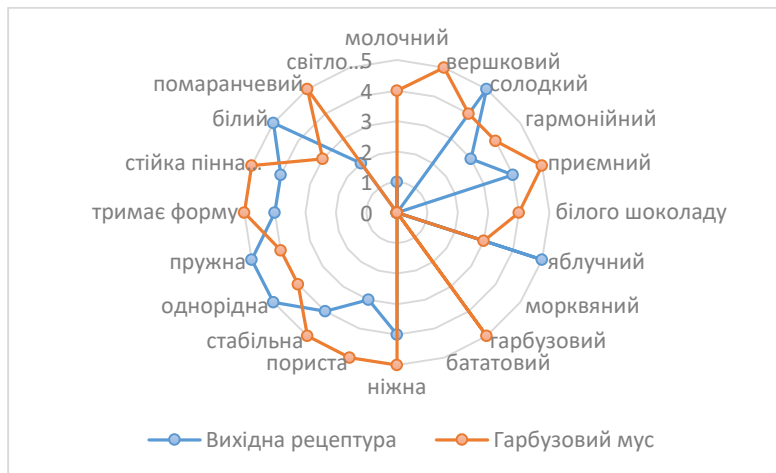 молочний
вершковий
солодкий
гармонійний
приємний
білого шоколаду
яблучний
морквяний
гарбузовий
бататовий
ніжна
пориста
стабільна
однорідна
пружна
тримає форму
стійка пінна…
білий
помаранчевий
світло…
5
4
3
2
1
0
Вихідна рецептура
Гарбузовий мус